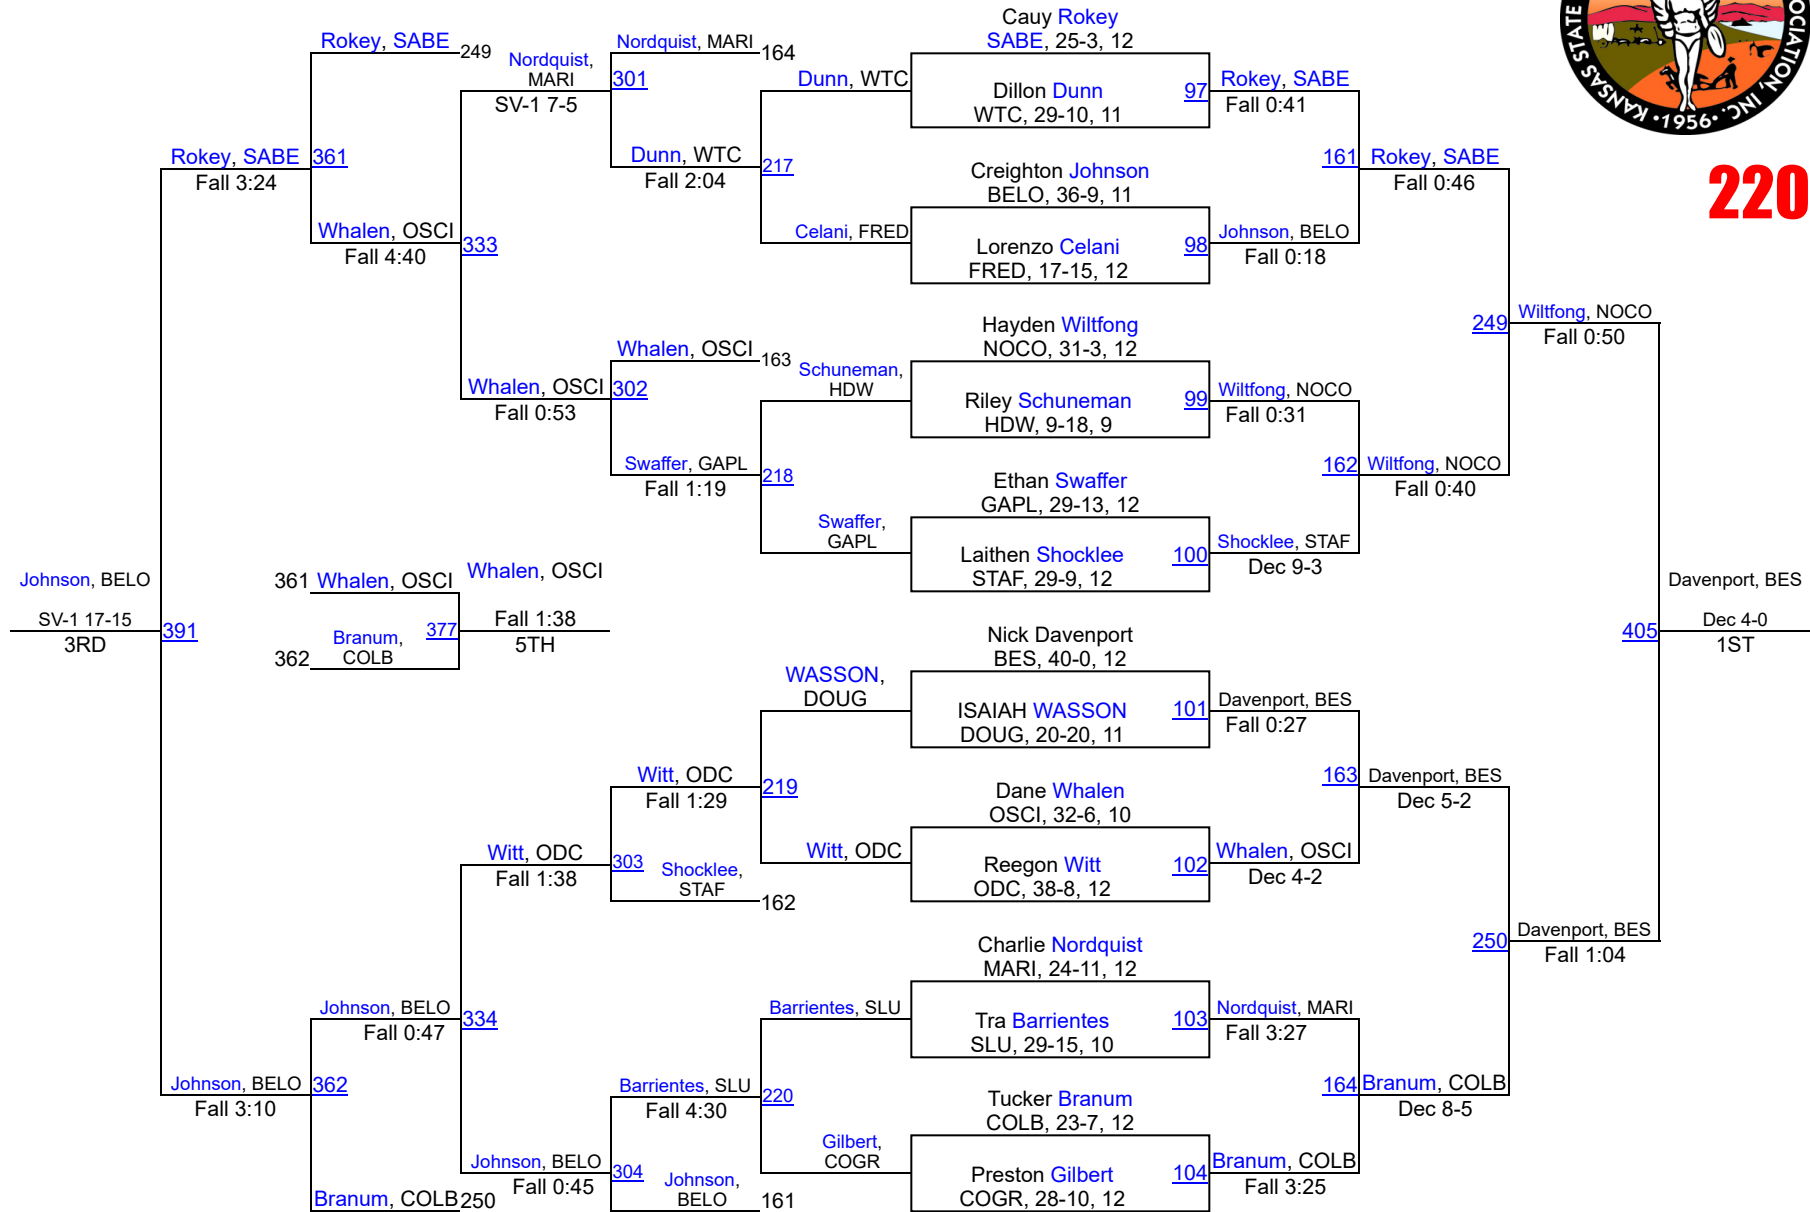 Cauy Rokey
SABE, 25-3, 12
Dillon Dunn
WTC, 29-10, 11
97
Creighton Johnson
BELO, 36-9, 11
Lorenzo Celani
FRED, 17-15, 12
98
Hayden Wiltfong
NOCO, 31-3, 12
Riley Schuneman
HDW, 9-18, 9
99
Ethan Swaffer
GAPL, 29-13, 12
Laithen Shocklee
STAF, 29-9, 12
100
Nick Davenport
BES, 40-0, 12
ISAIAH WASSON
DOUG, 20-20, 11
101
Dane Whalen
OSCI, 32-6, 10
Reegon Witt
ODC, 38-8, 12
102
Charlie Nordquist
MARI, 24-11, 12
Tra Barrientes
SLU, 29-15, 10
103
Tucker Branum
COLB, 23-7, 12
Preston Gilbert
COGR, 28-10, 12
104
Rokey, SABE
Fall 0:41
161
Johnson, BELO
Fall 0:18
Wiltfong, NOCO
Fall 0:31
162
Shocklee, STAF
Dec 9-3
Davenport, BES
Fall 0:27
163
Whalen, OSCI
Dec 4-2
Nordquist, MARI
Fall 3:27
164
Branum, COLB
Fall 3:25
Rokey, SABE
Fall 0:46
249
Wiltfong, NOCO
Fall 0:40
Davenport, BES
Dec 5-2
250
Branum, COLB
Dec 8-5
Wiltfong, NOCO
Fall 0:50
405
Davenport, BES
Fall 1:04
Davenport, BES
Dec 4-0
1ST
Dunn, WTC
217
Celani, FRED
Schuneman,
HDW
218
Swaffer,
GAPL
WASSON,
DOUG
219
Witt, ODC
Barrientes, SLU
220
Gilbert,
COGR
Nordquist, MARI
164
301
Dunn, WTC
Fall 2:04
Whalen, OSCI
163
302
Swaffer, GAPL
Fall 1:19
Witt, ODC
Fall 1:29
303
Shocklee,
STAF
162
Barrientes, SLU
Fall 4:30
304
Johnson,
BELO
161
Nordquist,
MARI
SV-1 7-5
333
Whalen, OSCI
Fall 0:53
Witt, ODC
Fall 1:38
334
Johnson, BELO
Fall 0:45
Rokey, SABE
249
361
Whalen, OSCI
Fall 4:40
Johnson, BELO
Fall 0:47
362
Branum, COLB
250
Rokey, SABE
Fall 3:24
391
Johnson, BELO
Fall 3:10
Johnson, BELO
SV-1 17-15
3RD
361
Whalen, OSCI
377
362
Branum,
COLB
Whalen, OSCI
Fall 1:38
5TH
220
KANSAS STATE
OCIATION, INC.
•1956•